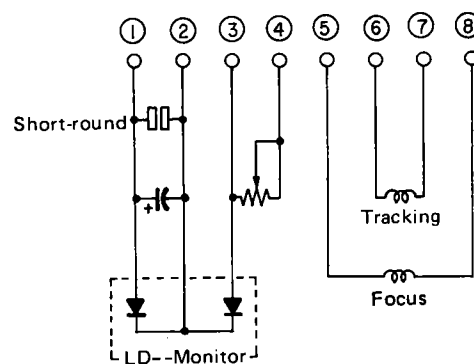 ① ② ③ ④ ⑤ ⑥ ⑦ ⑧
Short-round
+
Tracking
Focus
LD--Monitor